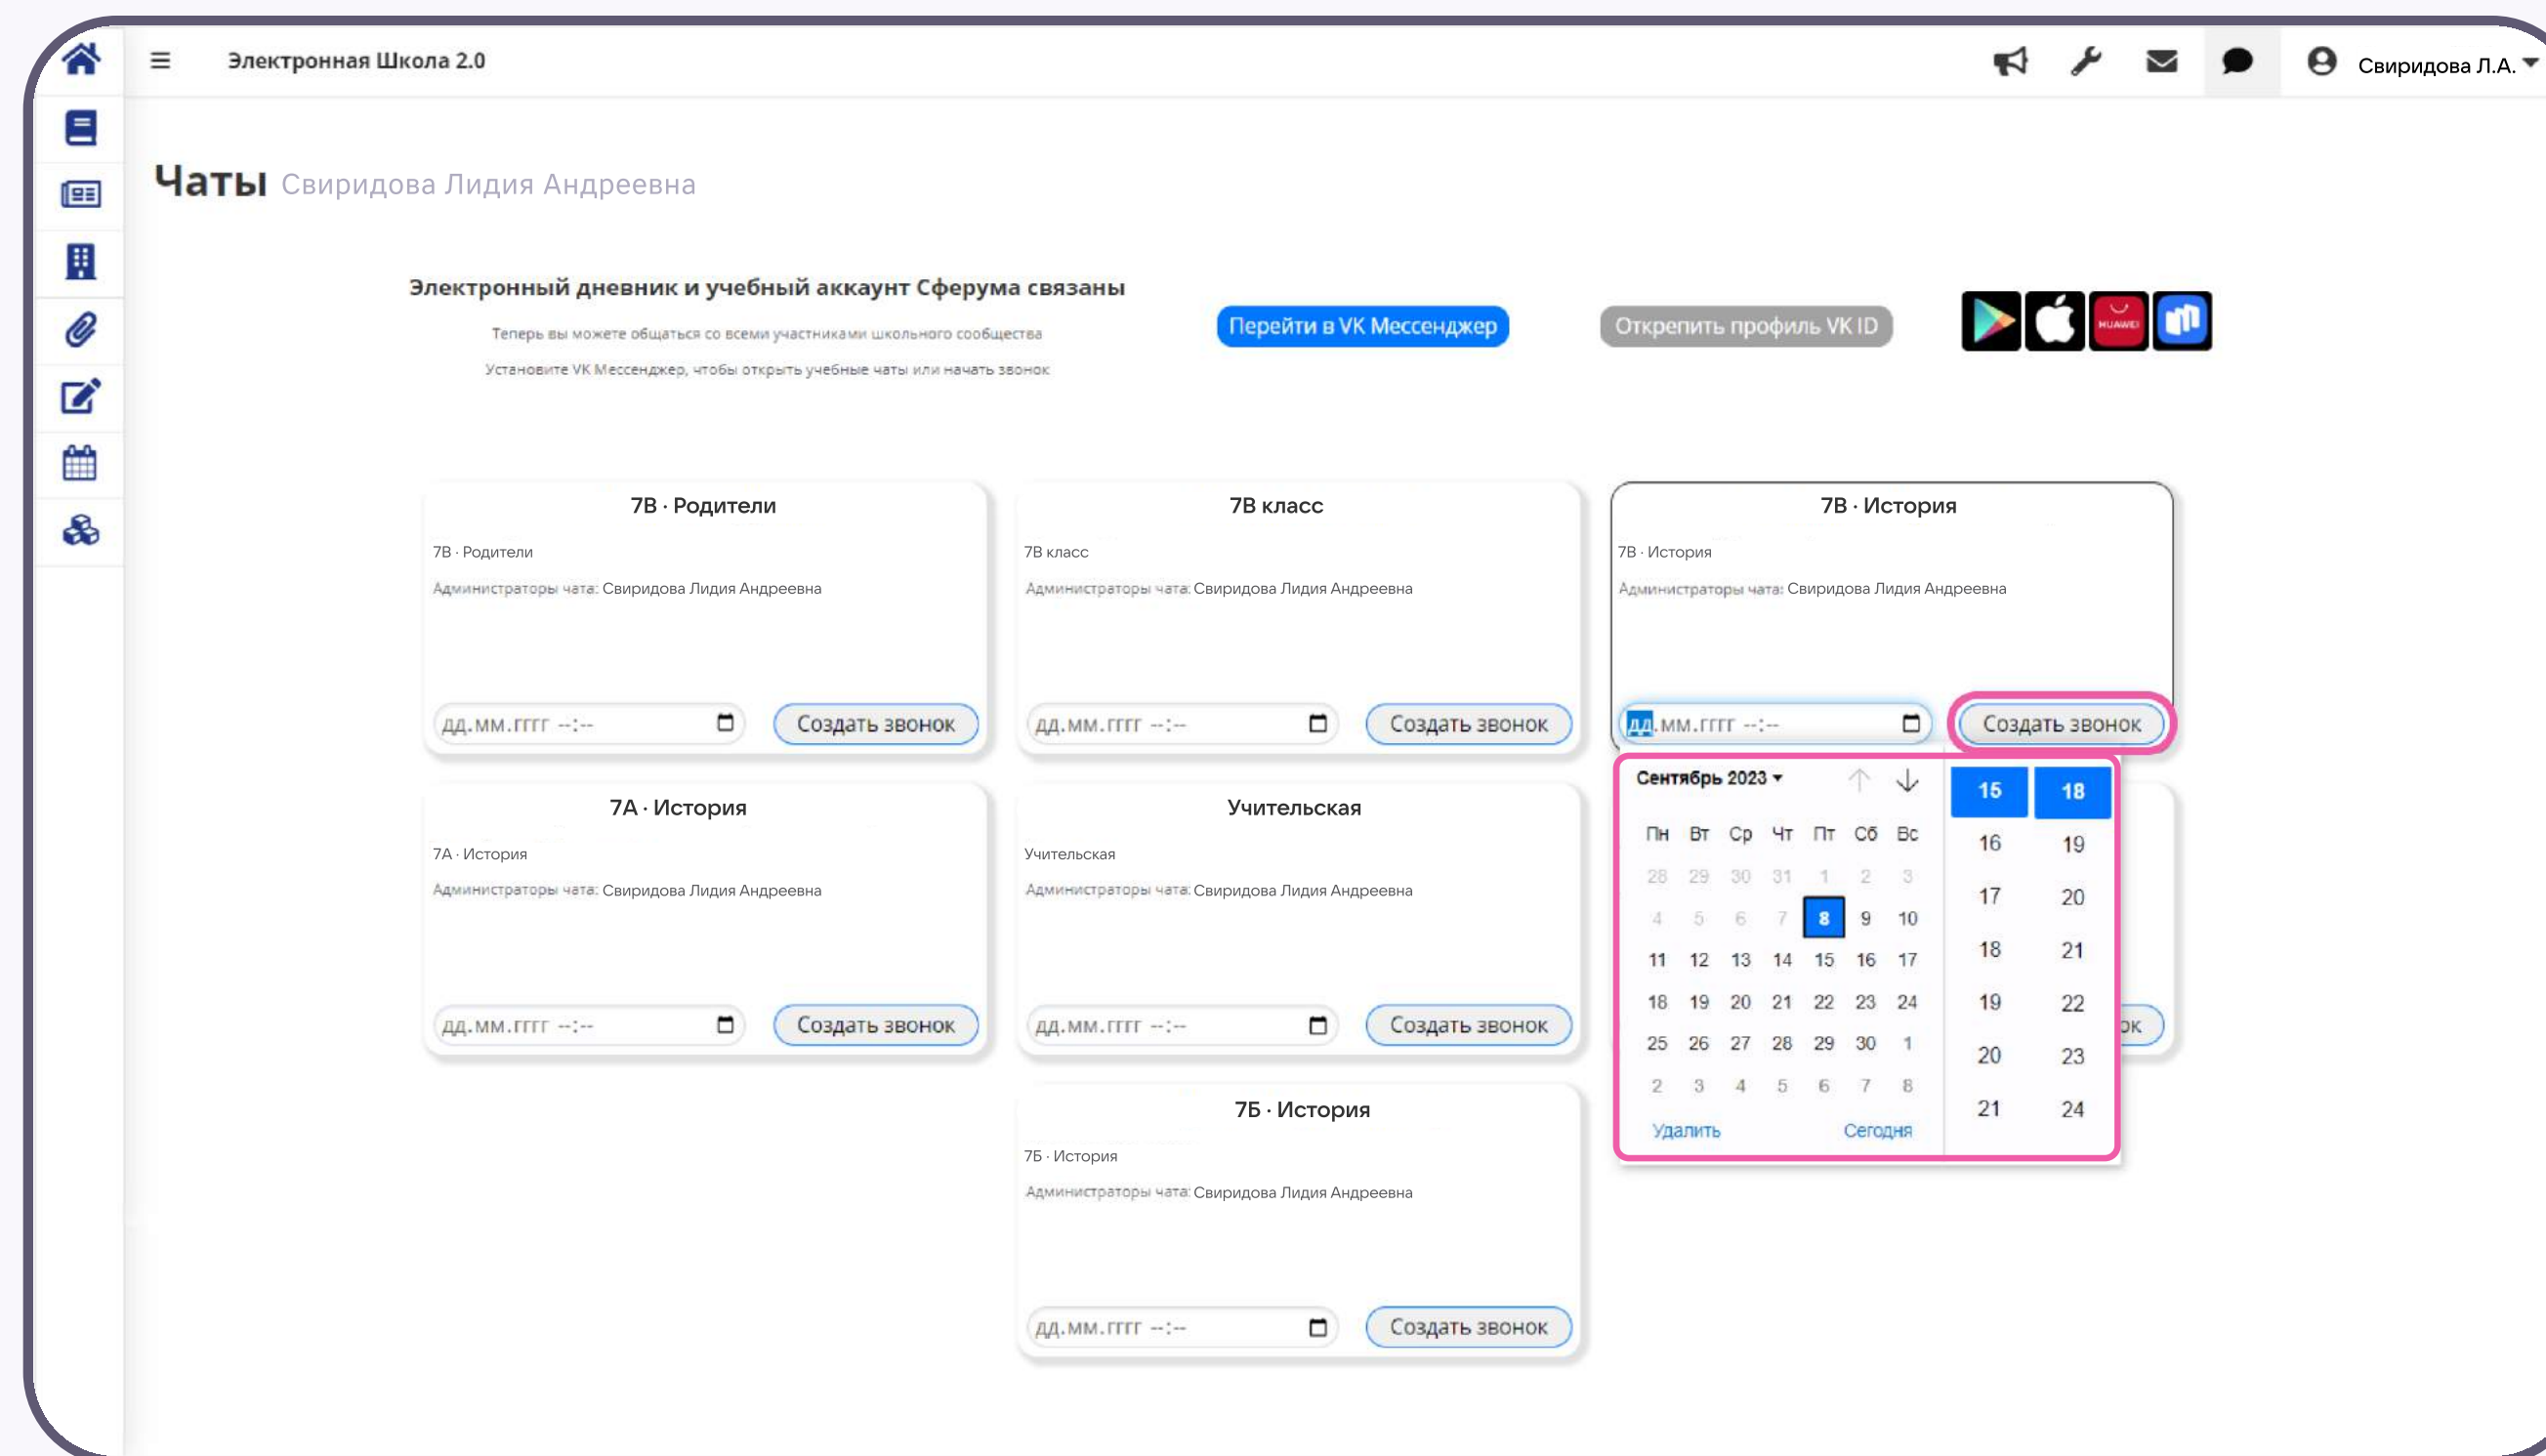 Электронная Школа 2.0
Свиридова Л.А.
Чаты Свиридова Лидия Андреевна
Электронный дневник и учебный аккаунт Сферума связаны
Теперь вы можете общаться со всеми участниками школьного сообщества
Установите VK Мессенджер, чтобы открыть учебные чаты или начать звонок
Перейти в VK Мессенджер
Открепить профиль VK ID
HUAWEI
7В · Родители
7В · Родители
Администраторы чата: Свиридова Лидия Андреевна
дд.мм.гггг --:--
Создать звонок
7В класс
7В класс
Администраторы чата: Свиридова Лидия Андреевна
дд.мм.гггг --:--
Создать звонок
7В · История
7В · История
Администраторы чата: Свиридова Лидия Андреевна
дд.мм.гггг --:--
Создать звонок
7А · История
7А · История
Администраторы чата: Свиридова Лидия Андреевна
дд.мм.гггг --:--
Создать звонок
Учительская
Учительская
Администраторы чата: Свиридова Лидия Андреевна
дд.мм.гггг --:--
Создать звонок
Сентябрь 2023
Пн Вт Ср Чт Пт Сб Вс
28 29 30 31 1 2 3
4 5 6 7 8 9 10
11 12 13 14 15 16 17
18 19 20 21 22 23 24
25 26 27 28 29 30 1
2 3 4 5 6 7 8
Удалить Сегодня
15 18
16 19
17 20
18 21
19 22
20 23
21 24
ок
7Б · История
7Б · История
Администраторы чата: Свиридова Лидия Андреевна
дд.мм.гггг --:--
Создать звонок